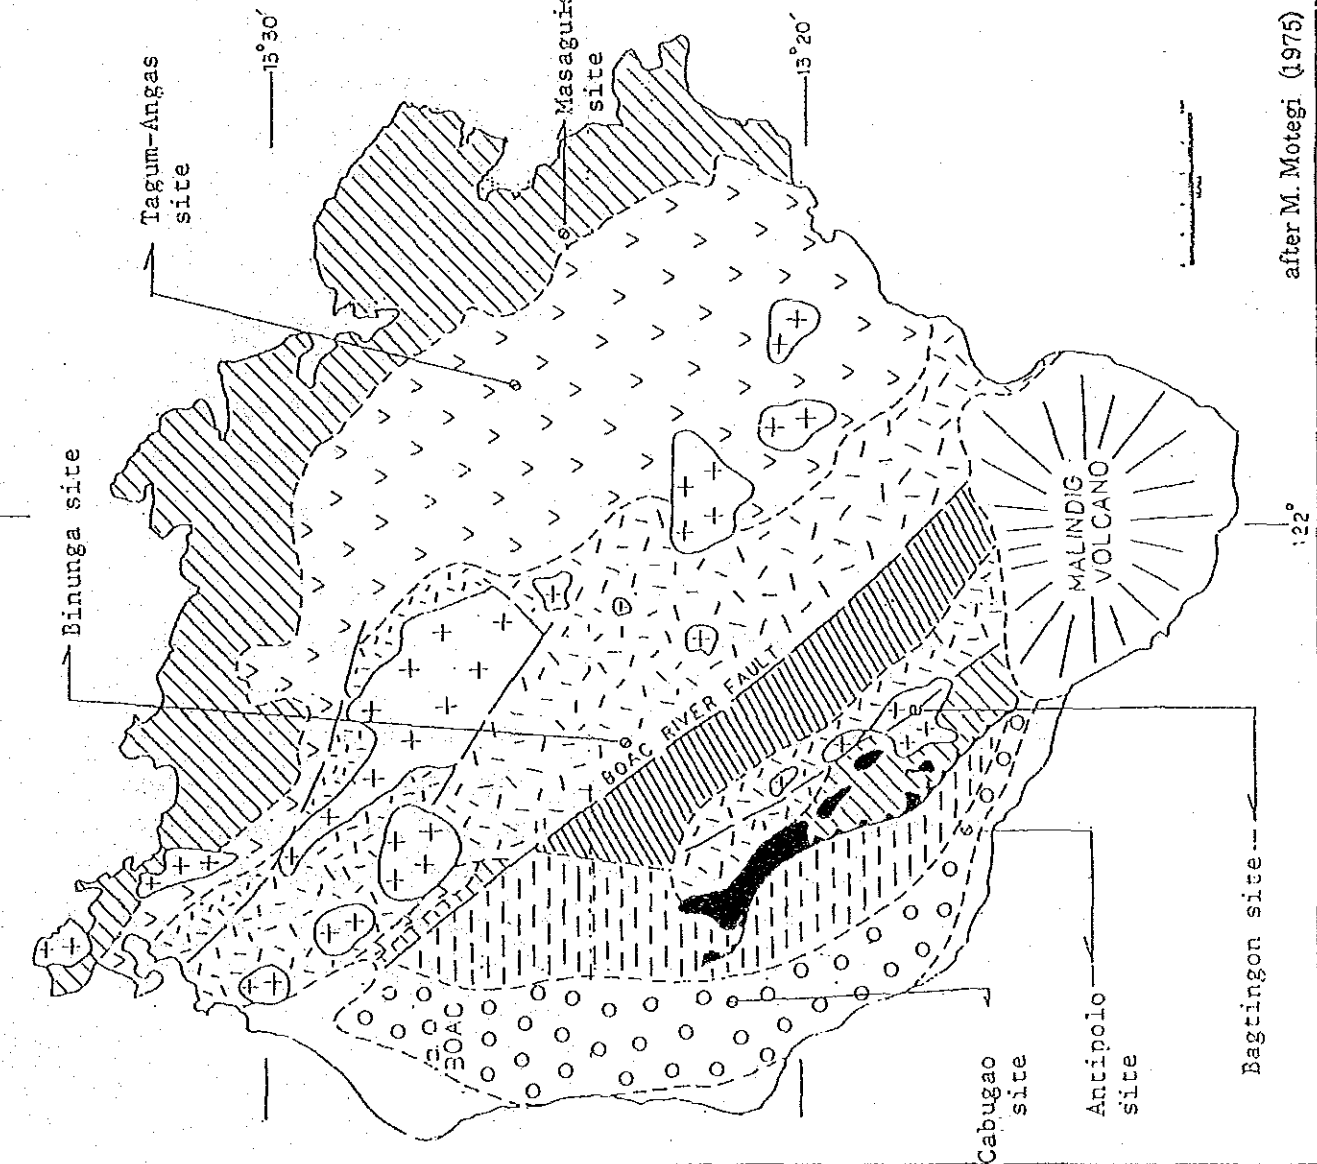 13°30′
Tagum-Angas
site
Masaguis
site
13°20′
Binunga site
BOAC RIVER FAULT
MALINDIG
VOLCANO
BOAC
122°
Cabugao
site
Antipolo
site
Bagtingon site
after M. Motegi (1975)